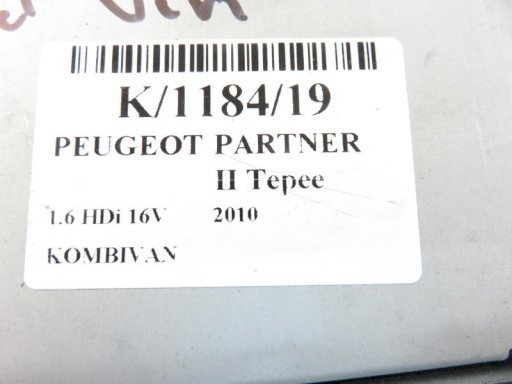 K/1184/19
PEUGEOT PARTNER
II Tepee
1.6 HDi 16V 2010
KOMBIVAN